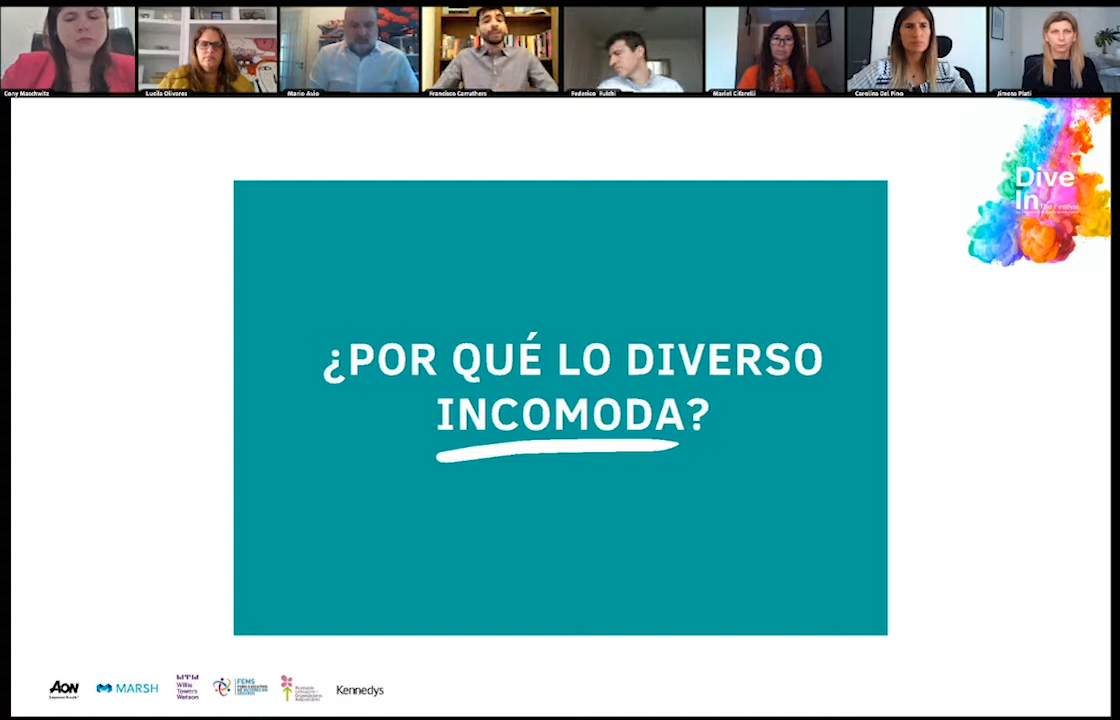 Cony Maschwitz
Lucila Olivares
Mario Avio
Francisco Carruthers
Federico Fulchi
Mariel Cifarelli
Carolina Del Pino
Jimena Plati
Dive
In The Festival
¿POR QUÉ LO DIVERSO
INCOMODA?
AON
MARSH
Willis
Towers
Watson
FEMS
Kennedys